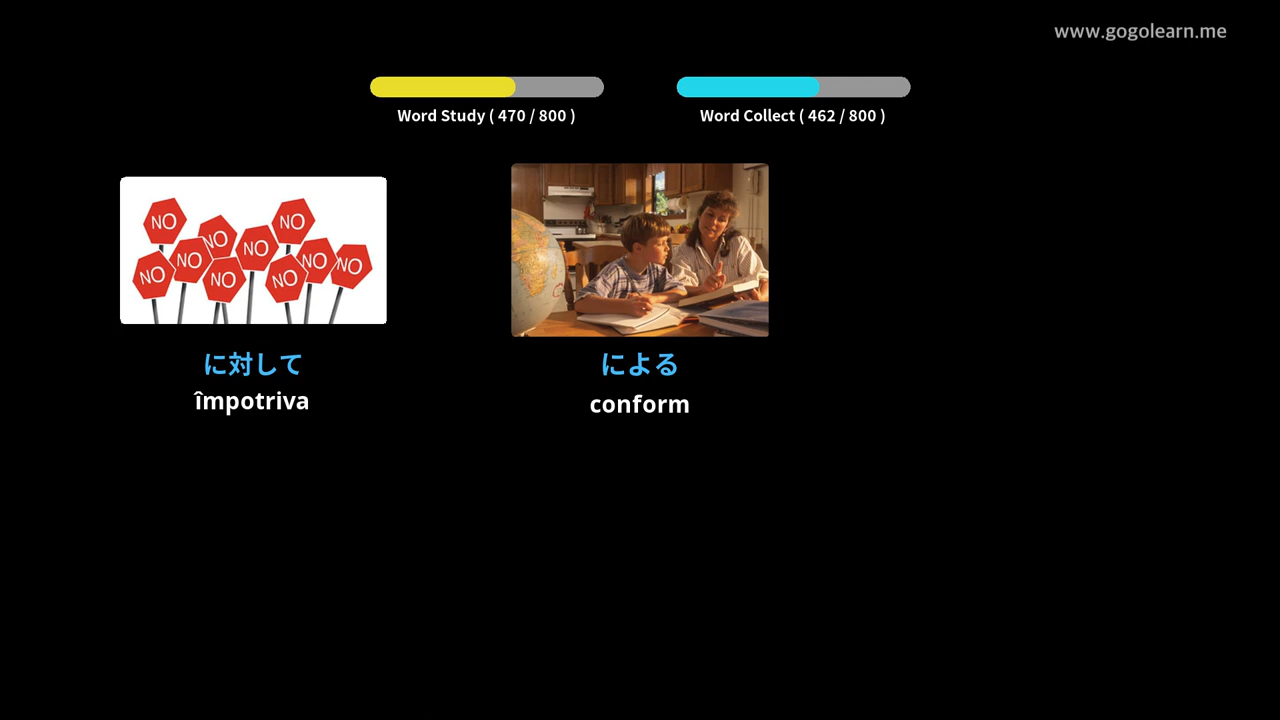 www.gogolearn.me
Word Study ( 470 / 800 )
Word Collect ( 462 / 800 )
NO
NO
NO
NO
NO
NO
NO
NO
NO
NO
に対して
împotriva
による
conform